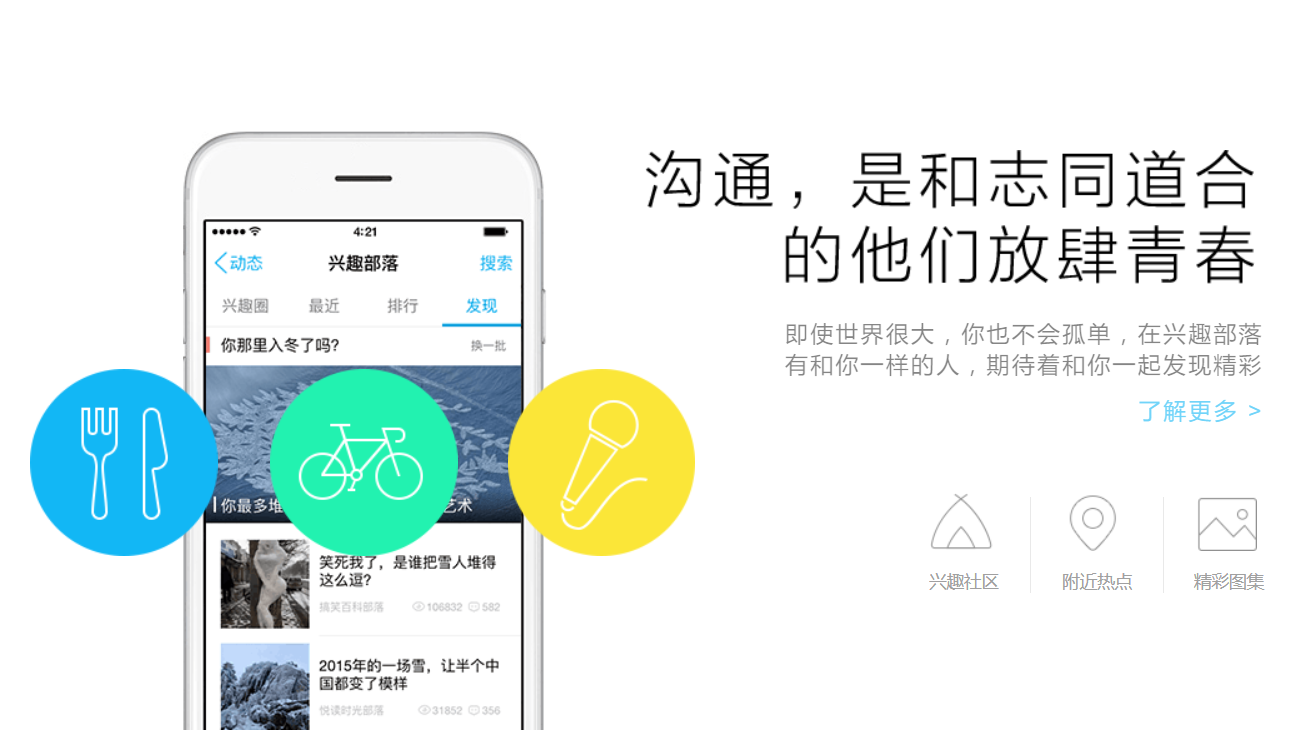 沟通，是和志同道合
的他们放肆青春
即使世界很大，你也不会孤单，在兴趣部落
有和你一样的人，期待着和你一起发现精彩
了解更多 >
兴趣社区
附近热点
精彩图集
4:21
动态
兴趣部落
搜索
兴趣圈
最近
排行
发现
你那里入冬了吗?
换一批
你最多堆
艺术
笑死我了，是谁把雪人堆得
这么逗?
搞笑百科部落
106832
582
2015年的一场雪，让半个中
国都变了模样
悦读时光部落
31852
356